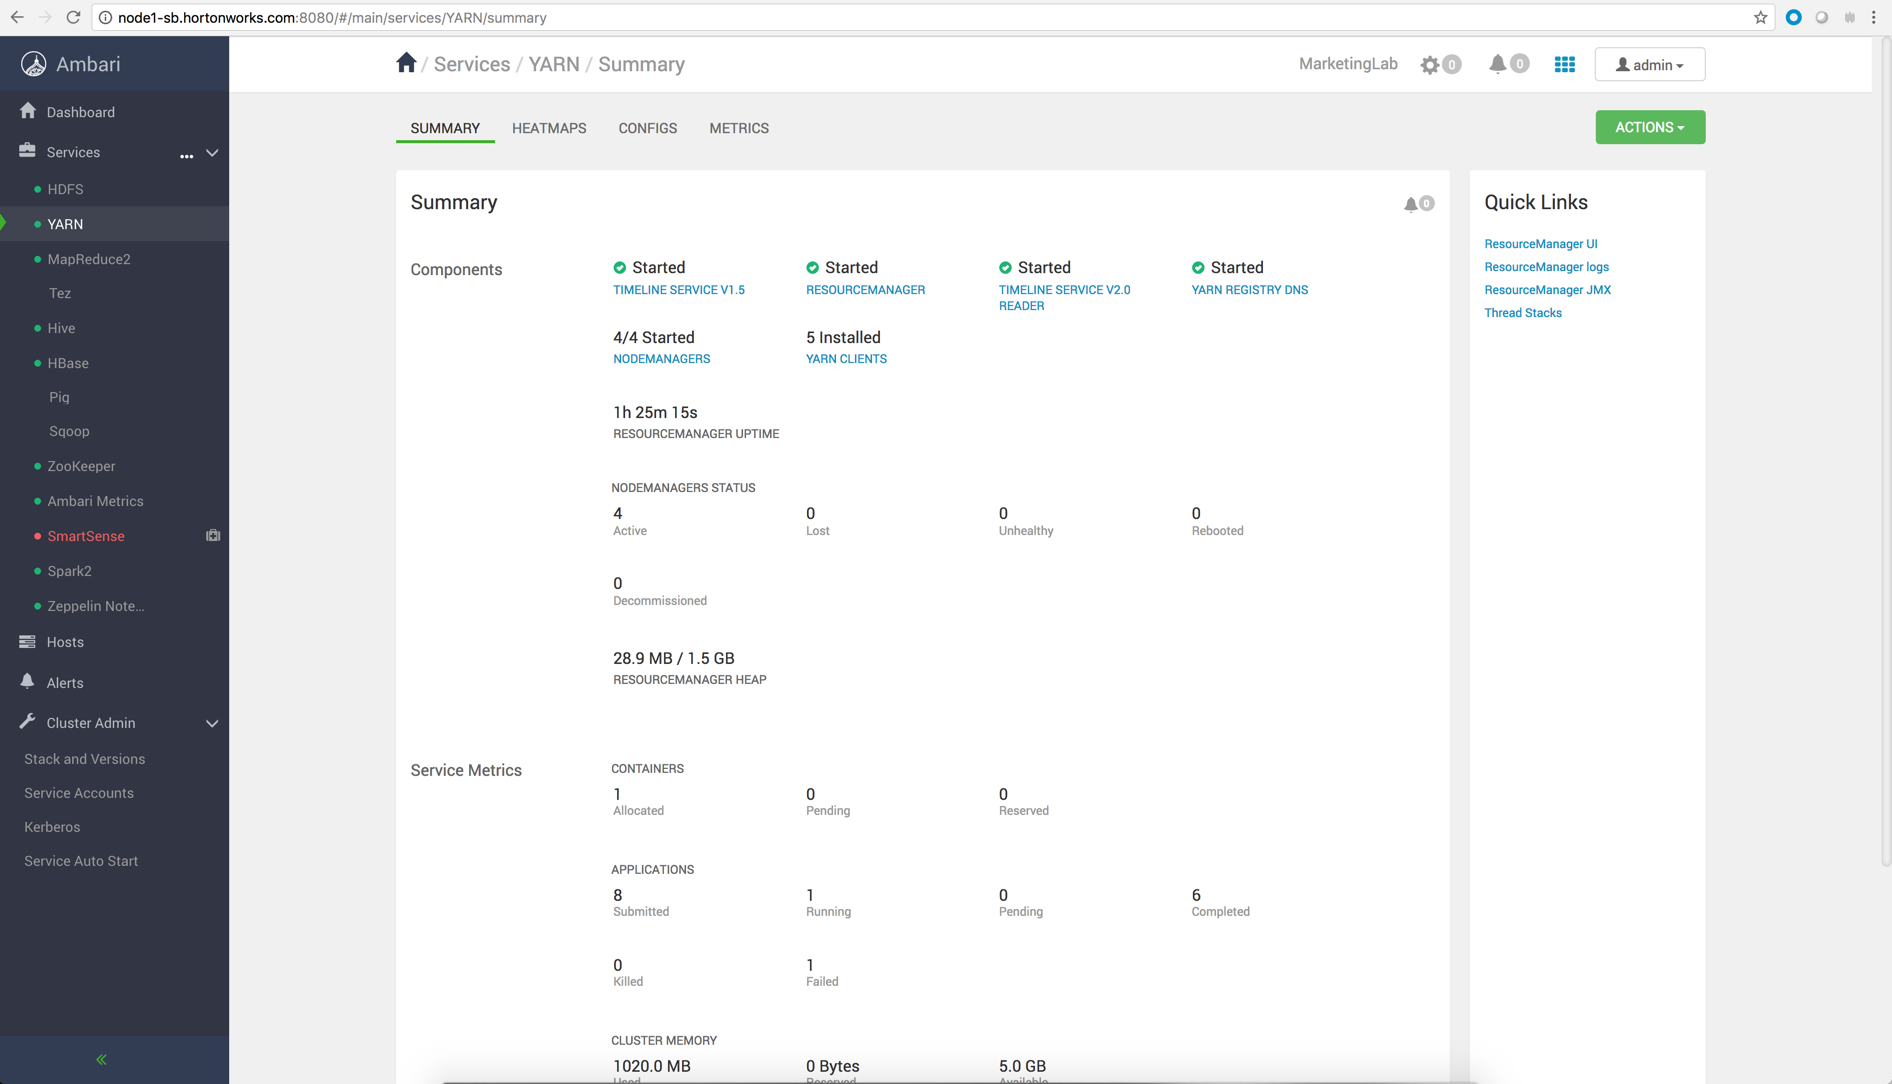 node1-sb.hortonworks.com:8080/#/main/services/YARN/summary
Ambari
/ Services / YARN / Summary
MarketingLab
0
0
admin
Dashboard
Services
...
HDFS
YARN
MapReduce2
Tez
Hive
HBase
Pig
Sqoop
ZooKeeper
Ambari Metrics
SmartSense
Spark2
Zeppelin Note...
Hosts
Alerts
Cluster Admin
Stack and Versions
Service Accounts
Kerberos
Service Auto Start
SUMMARY HEATMAPS CONFIGS METRICS
ACTIONS
Summary
0
Components
Started Started Started Started
TIMELINE SERVICE V1.5 RESOURCEMANAGER TIMELINE SERVICE V2.0 YARN REGISTRY DNS
READER
4/4 Started 5 Installed
NODEMANAGERS YARN CLIENTS
1h 25m 15s
RESOURCEMANAGER UPTIME
NODEMANAGERS STATUS
4 0 0 0
Active Lost Unhealthy Rebooted
0
Decommissioned
28.9 MB / 1.5 GB
RESOURCEMANAGER HEAP
Service Metrics
CONTAINERS
1 0 0
Allocated Pending Reserved
APPLICATIONS
8 1 0 6
Submitted Running Pending Completed
0 1
Killed Failed
CLUSTER MEMORY
1020.0 MB 0 Bytes 5.0 GB
Used Reserved Available
Quick Links
ResourceManager UI
ResourceManager logs
ResourceManager JMX
Thread Stacks